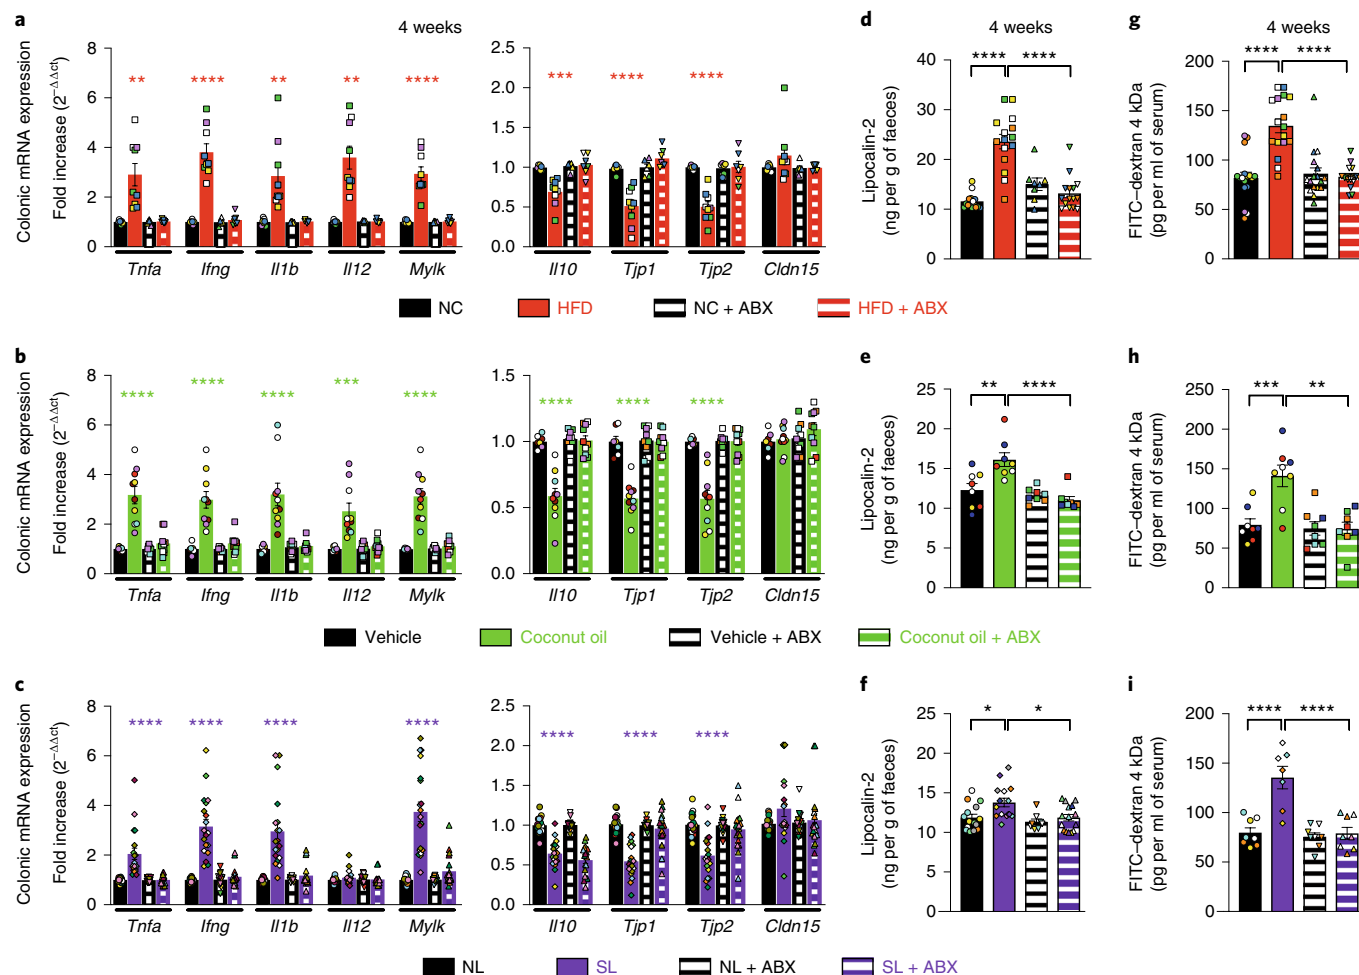 a
4 weeks
Colonic mRNA expression
Fold increase (2−ΔΔct)
8
6
4
2
0
** **** ** ** ****
Tnfa Ifng Il1b Il12 Mylk
2.5
2.0
1.5
1.0
0.5
0.0
*** **** ****
Il10 Tjp1 Tjp2 Cldn15
NC HFD NC + ABX HFD + ABX
d
Lipocalin-2
(ng per g of faeces)
40
30
20
10
0
**** ****
g
4 weeks
FITC–dextran 4 kDa
(pg per ml of serum)
200
150
100
50
0
**** ****
b
Colonic mRNA expression
Fold increase (2−ΔΔct)
8
6
4
2
0
**** **** **** *** ****
Tnfa Ifng Il1b Il12 Mylk
1.5
1.0
0.5
0.0
**** **** ****
Il10 Tjp1 Tjp2 Cldn15
Vehicle Coconut oil Vehicle + ABX Coconut oil + ABX
e
Lipocalin-2
(ng per g of faeces)
25
20
15
10
5
0
** ****
h
FITC–dextran 4 kDa
(pg per ml of serum)
250
200
150
100
50
0
*** **
c
Colonic mRNA expression
Fold increase (2−ΔΔct)
8
6
4
2
0
**** **** **** ****
Tnfa Ifng Il1b Il12 Mylk
2.5
2.0
1.5
1.0
0.5
0.0
**** **** ****
Il10 Tjp1 Tjp2 Cldn15
NL SL NL + ABX SL + ABX
f
Lipocalin-2
(ng per g of faeces)
25
20
15
10
5
0
* *
i
FITC–dextran 4 kDa
(pg per ml of serum)
200
150
100
50
0
**** ****